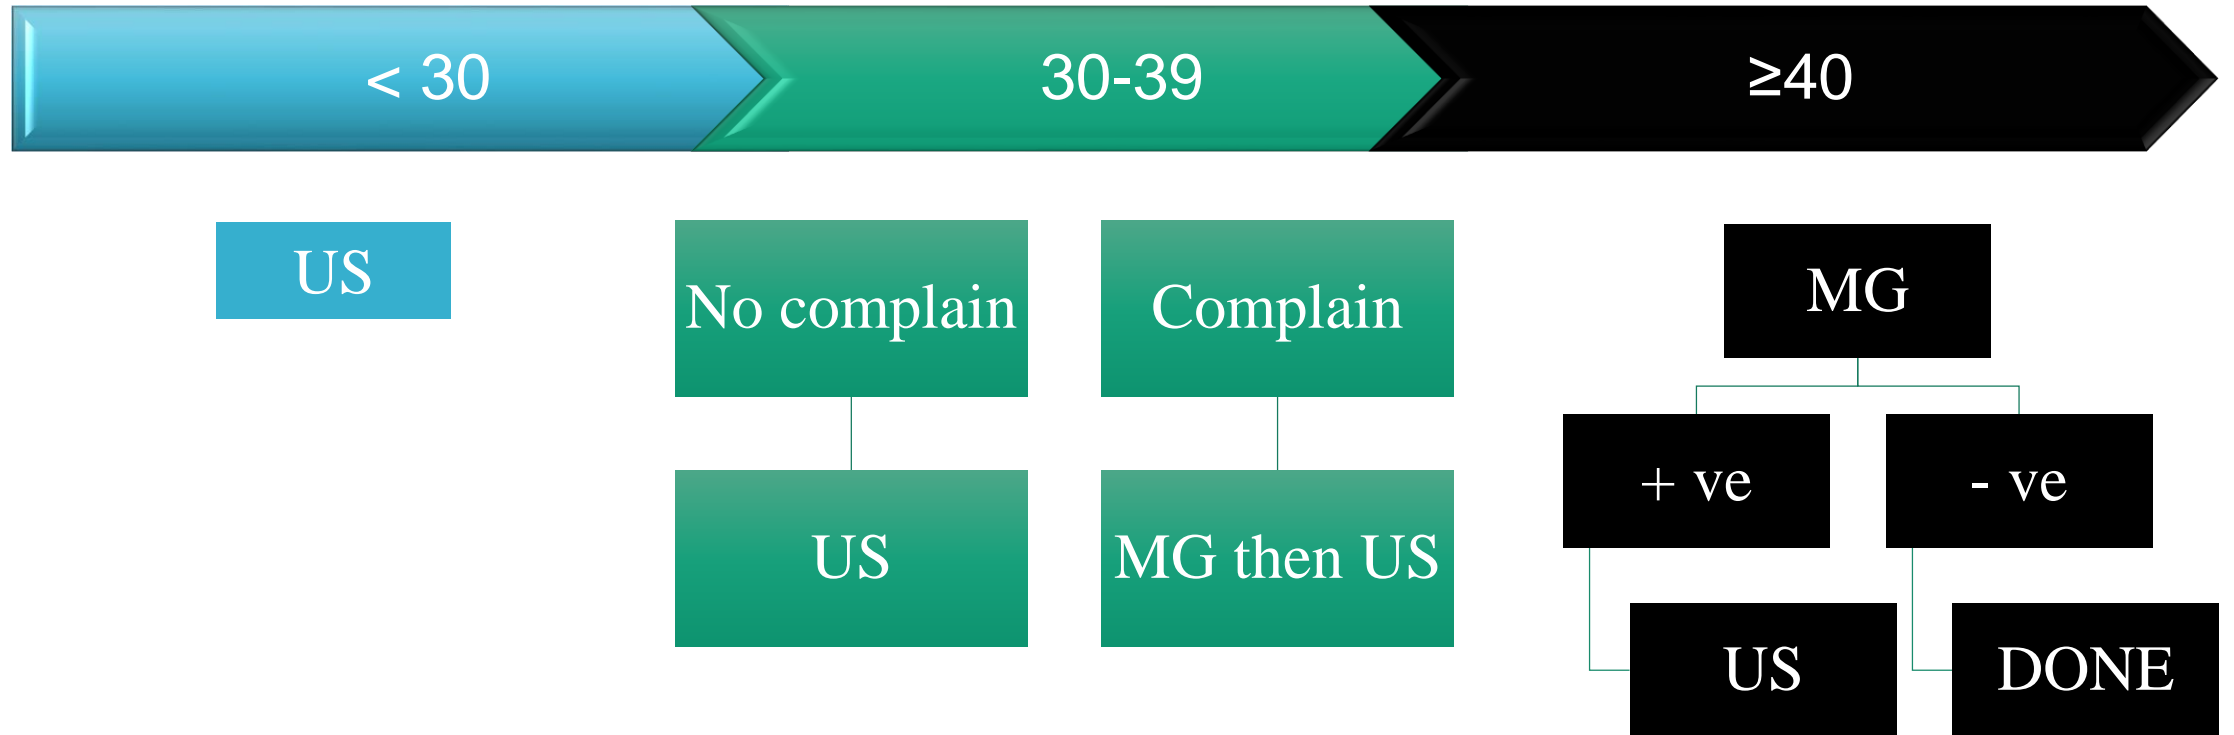 < 30
30-39
≥40
US
No complain
US
Complain
MG then US
MG
+ ve
- ve
US
DONE